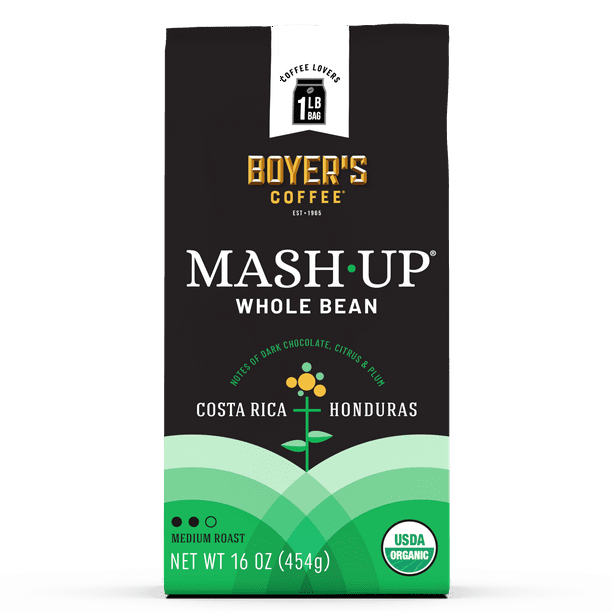 COFFEE LOVERS
1 LB
BAG
BOYER'S
COFFEE®
EST • 1965
MASH·UP®
WHOLE BEAN
NOTES OF DARK CHOCOLATE, CITRUS & PLUM
COSTA RICA + HONDURAS
MEDIUM ROAST
NET WT 16 OZ (454g)
USDA
ORGANIC